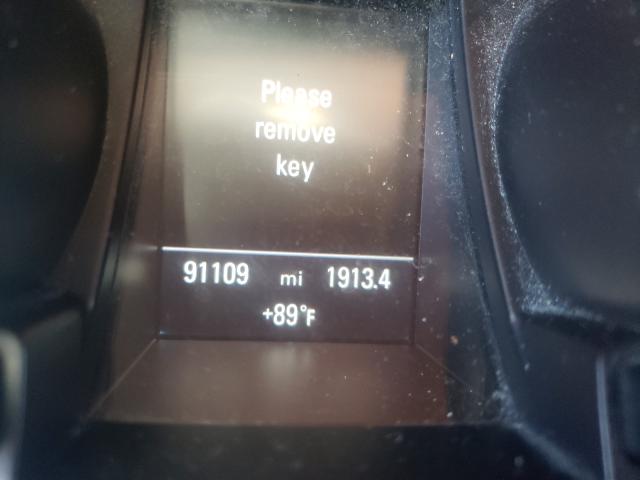 Please
remove
key
91109 mi 1913.4
+89°F